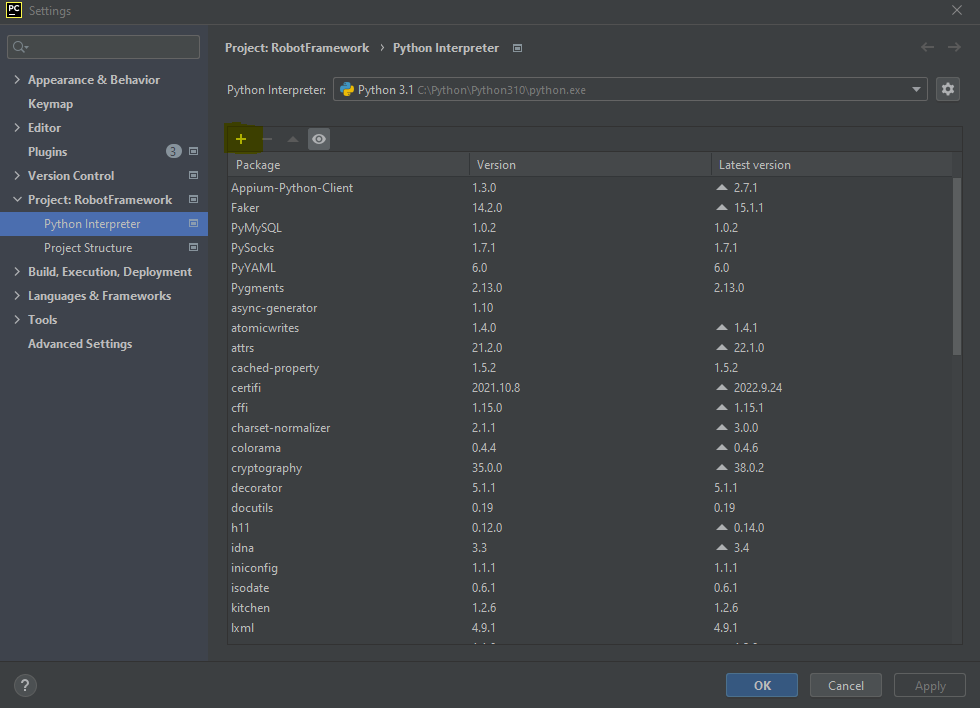 PC Settings
Project: RobotFramework › Python Interpreter
Appearance & Behavior
Keymap
Editor
Plugins 3
Version Control
Project: RobotFramework
Python Interpreter
Project Structure
Build, Execution, Deployment
Languages & Frameworks
Tools
Advanced Settings
Python Interpreter: Python 3.1 C:\Python\Python310\python.exe
Package Version Latest version
Appium-Python-Client 1.3.0 2.7.1
Faker 14.2.0 15.1.1
PyMySQL 1.0.2 1.0.2
PySocks 1.7.1 1.7.1
PyYAML 6.0 6.0
Pygments 2.13.0 2.13.0
async-generator 1.10
atomicwrites 1.4.0 1.4.1
attrs 21.2.0 22.1.0
cached-property 1.5.2 1.5.2
certifi 2021.10.8 2022.9.24
cffi 1.15.0 1.15.1
charset-normalizer 2.1.1 3.0.0
colorama 0.4.4 0.4.6
cryptography 35.0.0 38.0.2
decorator 5.1.1 5.1.1
docutils 0.19 0.19
h11 0.12.0 0.14.0
idna 3.3 3.4
iniconfig 1.1.1 1.1.1
isodate 0.6.1 0.6.1
kitchen 1.2.6 1.2.6
lxml 4.9.1 4.9.1
? OK Cancel Apply